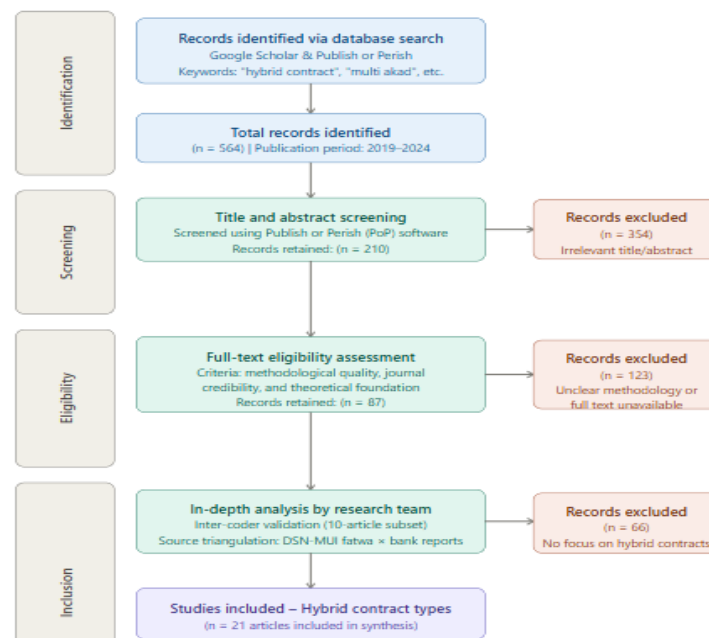 Identification
Records identified via database search
Google Scholar & Publish or Perish
Keywords: "hybrid contract", "multi akad", etc.
Total records identified
(n = 564) | Publication period: 2019–2024
Screening
Title and abstract screening
Screened using Publish or Perish (PoP) software
Records retained: (n = 210)
Records excluded
(n = 354)
Irrelevant title/abstract
Eligibility
Full-text eligibility assessment
Criteria: methodological quality, journal
credibility, and theoretical foundation
Records retained: (n = 87)
Records excluded
(n = 123)
Unclear methodology or
full text unavailable
Inclusion
In-depth analysis by research team
Inter-coder validation (10-article subset)
Source triangulation: DSN-MUI fatwa × bank reports
Records excluded
(n = 66)
No focus on hybrid contracts
Studies included – Hybrid contract types
(n = 21 articles included in synthesis)